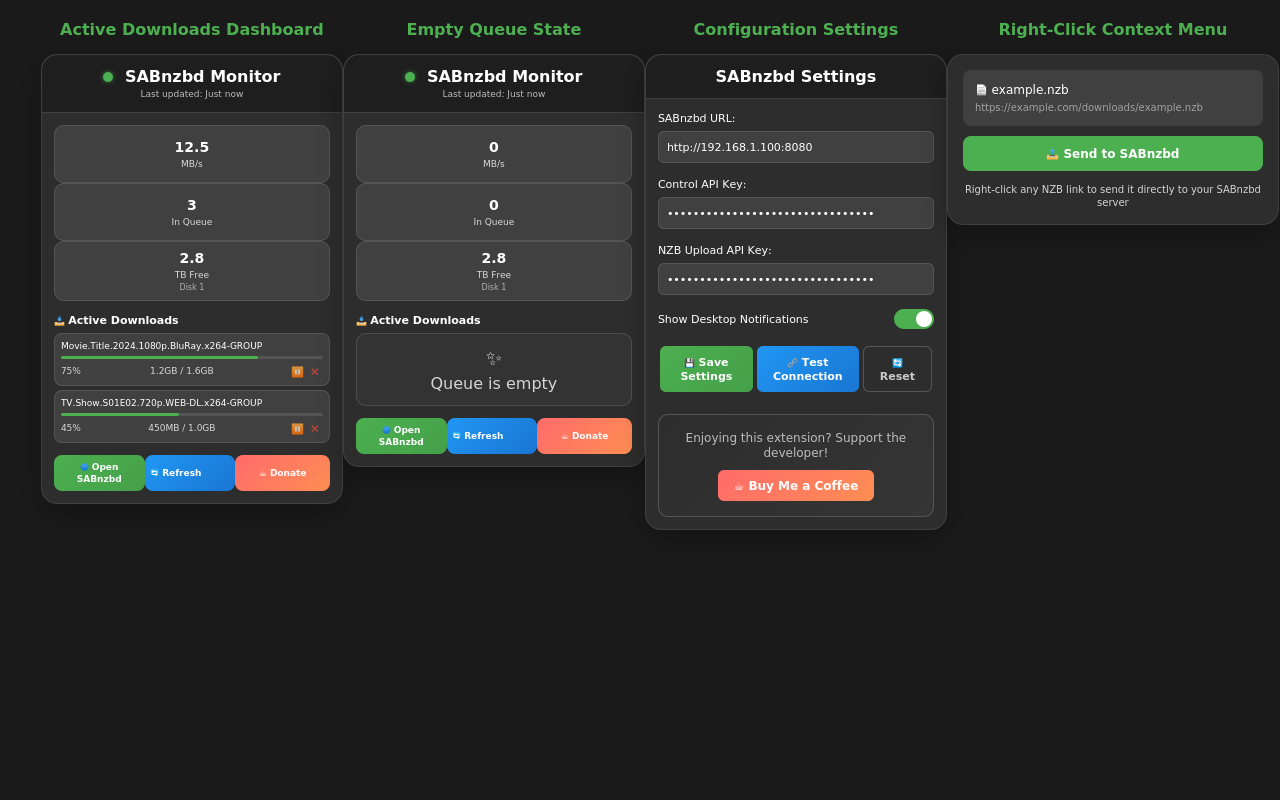 Active Downloads Dashboard
SABnzbd Monitor
Last updated: Just now
12.5
MB/s
3
In Queue
2.8
TB Free
Disk 1
Active Downloads
Movie.Title.2024.1080p.BluRay.x264-GROUP
75% 1.2GB / 1.6GB
TV.Show.S01E02.720p.WEB-DL.x264-GROUP
45% 450MB / 1.0GB
Open
SABnzbd
Refresh
Donate
Empty Queue State
SABnzbd Monitor
Last updated: Just now
0
MB/s
0
In Queue
2.8
TB Free
Disk 1
Active Downloads
Queue is empty
Open
SABnzbd
Refresh
Donate
Configuration Settings
SABnzbd Settings
SABnzbd URL:
http://192.168.1.100:8080
Control API Key:
••••••••••••••••••••••••••••••••
NZB Upload API Key:
••••••••••••••••••••••••••••••••
Show Desktop Notifications
Save
Settings
Test
Connection
Reset
Enjoying this extension? Support the
developer!
Buy Me a Coffee
Right-Click Context Menu
example.nzb
https://example.com/downloads/example.nzb
Send to SABnzbd
Right-click any NZB link to send it directly to your SABnzbd
server